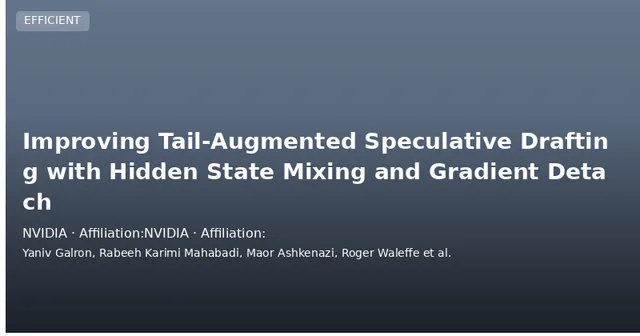 EFFICIENT
Improving Tail-Augmented Speculative Draftin
g with Hidden State Mixing and Gradient Deta
ch
NVIDIA · Affiliation:NVIDIA · Affiliation:
Yaniv Galron, Rabeeh Karimi Mahabadi, Maor Ashkenazi, Roger Waleffe et al.